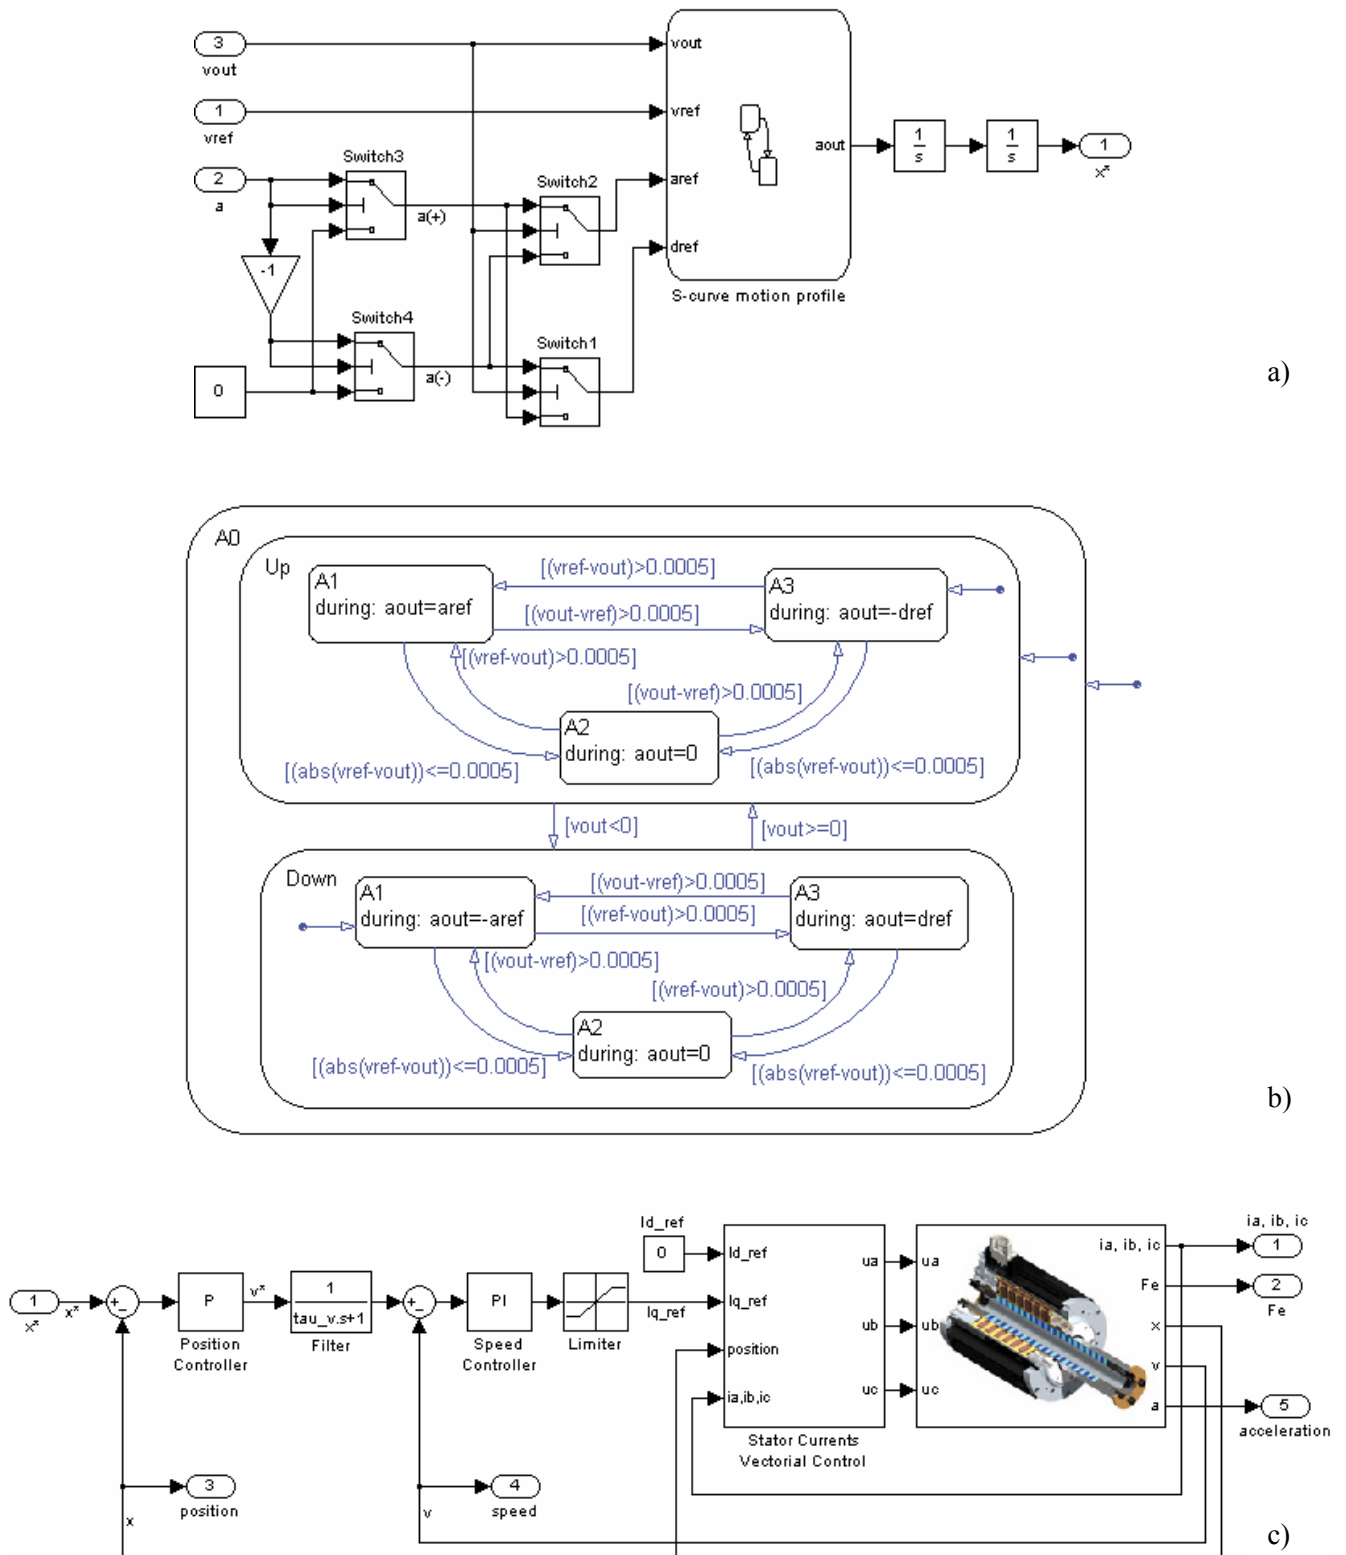 3
vout
1
vref
2
a
-1
0
Switch3
a(+)
Switch4
a(-)
Switch2
Switch1
vout
vref
aref
dref
aout
S-curve motion profile
1
s
1
s
1
x*
a)
A0
Up
A1
during: aout=aref
[(vref-vout)>0.0005]
[(vout-vref)>0.0005]
A3
during: aout=-dref
[(vref-vout)>0.0005]
[(vout-vref)>0.0005]
A2
during: aout=0
[(abs(vref-vout))<=0.0005]
[(abs(vref-vout))<=0.0005]
[vout<0]
[vout>=0]
Down
A1
during: aout=-aref
[(vout-vref)>0.0005]
[(vref-vout)>0.0005]
A3
during: aout=dref
[(vout-vref)>0.0005]
[(vref-vout)>0.0005]
A2
during: aout=0
[(abs(vref-vout))<=0.0005]
[(abs(vref-vout))<=0.0005]
b)
1
x*
x*
+
-
P
Position
Controller
v*
1
tau_v.s+1
Filter
+
-
PI
Speed
Controller
Limiter
Iq_ref
Id_ref
0
Id_ref
Iq_ref
position
ia,ib,ic
ua
ub
uc
Stator Currents
Vectorial Control
ua
ub
uc
ia, ib, ic
Fe
x
v
a
ia, ib, ic
1
2
Fe
5
acceleration
3
position
4
speed
x
v
c)